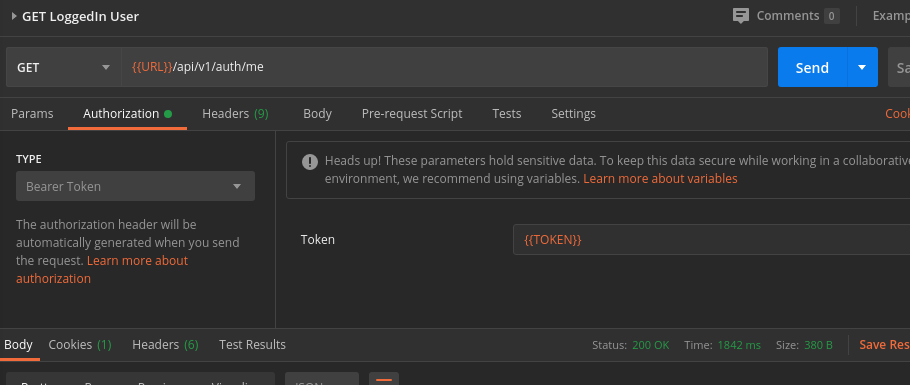 GET LoggedIn User
Comments 0
GET {{URL}}/api/v1/auth/me
Send
Params Authorization Headers (9) Body Pre-request Script Tests Settings
TYPE
Bearer Token
The authorization header will be
automatically generated when you send
the request. Learn more about
authorization
Heads up! These parameters hold sensitive data. To keep this data secure while working in a collaborative
environment, we recommend using variables. Learn more about variables
Token {{TOKEN}}
Body Cookies (1) Headers (6) Test Results Status: 200 OK Time: 1842 ms Size: 380 B Save Res